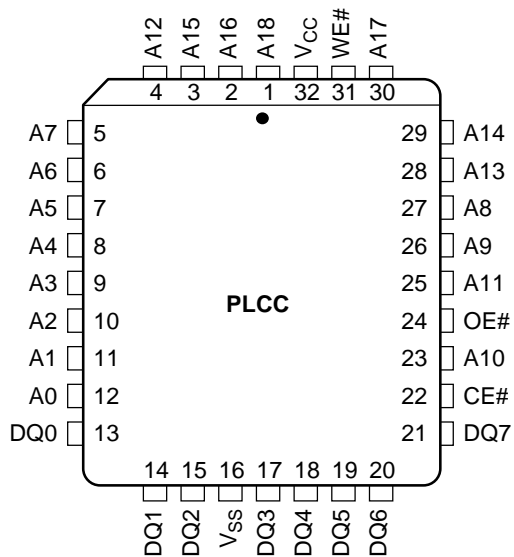 A12 A15 A16 A18 VCC WE# A17
4 3 2 1 32 31 30
A7 5 29 A14
A6 6 28 A13
A5 7 27 A8
A4 8 26 A9
A3 9 25 A11
PLCC
A2 10 24 OE#
A1 11 23 A10
A0 12 22 CE#
DQ0 13 21 DQ7
14 15 16 17 18 19 20
DQ1 DQ2 VSS DQ3 DQ4 DQ5 DQ6